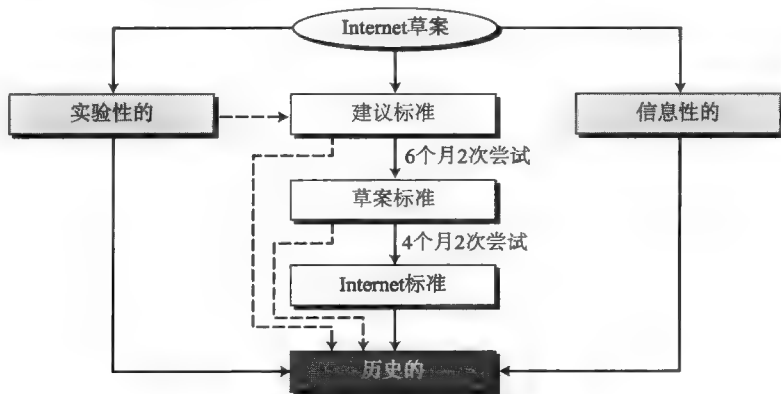 Internet草案
实验性的
建议标准
信息性的
6个月2次尝试
草案标准
4个月2次尝试
Internet标准
历史的